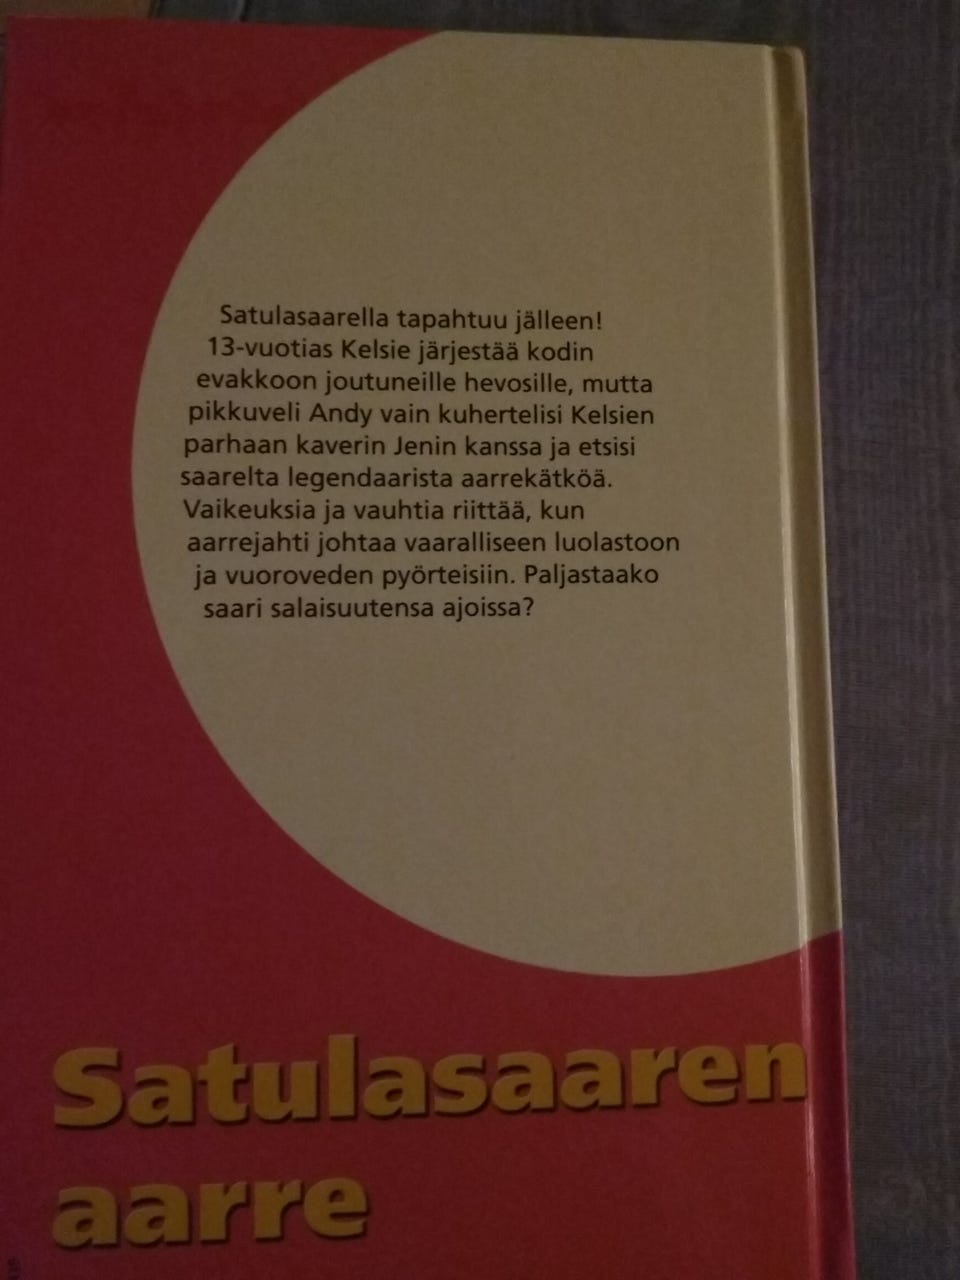 Satulasaarella tapahtuu jälleen!
13-vuotias Kelsie järjestää kodin
evakkoon joutuneille hevosille, mutta
pikkuveli Andy vain kuhertelisi Kelsien
parhaan kaverin Jenin kanssa ja etsisi
saarelta legendaarista aarrekätköä.
Vaikeuksia ja vauhtia riittää, kun
aarrejahti johtaa vaaralliseen luolastoon
ja vuoroveden pyörteisiin. Paljastaako
saari salaisuutensa ajoissa?
Satulasaaren
aarre